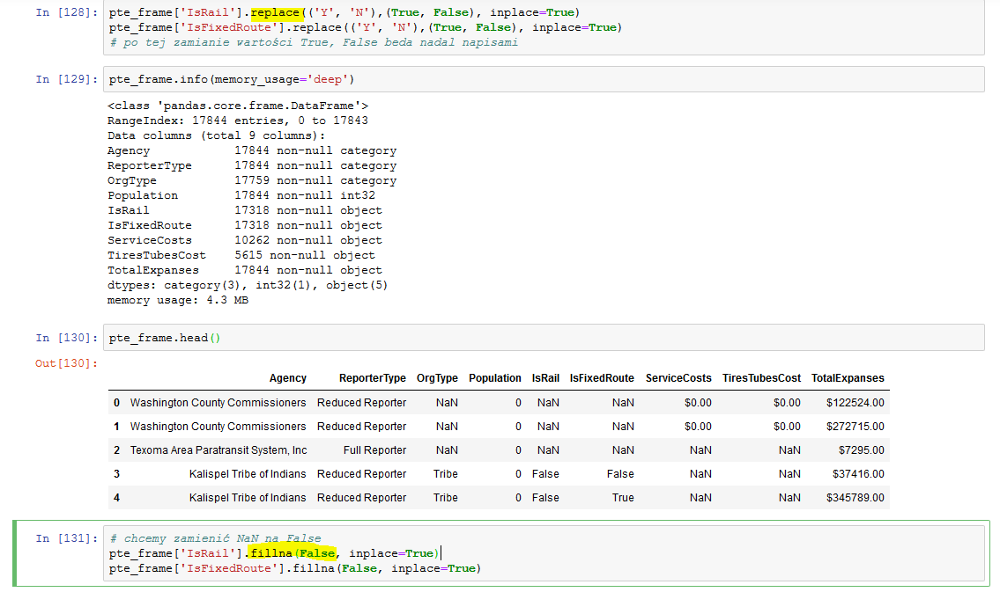 In [128]: pte_frame['IsRail'].replace(('Y', 'N'),(True, False), inplace=True)
pte_frame['IsFixedRoute'].replace(('Y', 'N'),(True, False), inplace=True)
# po tej zamianie wartości True, False beda nadal napisami
In [129]: pte_frame.info(memory_usage='deep')
<class 'pandas.core.frame.DataFrame'>
RangeIndex: 17844 entries, 0 to 17843
Data columns (total 9 columns):
Agency 17844 non-null category
ReporterType 17844 non-null category
OrgType 17759 non-null category
Population 17844 non-null int32
IsRail 17318 non-null object
IsFixedRoute 17318 non-null object
ServiceCosts 10262 non-null object
TiresTubesCost 5615 non-null object
TotalExpanses 17844 non-null object
dtypes: category(3), int32(1), object(5)
memory usage: 4.3 MB
In [130]: pte_frame.head()
Out[130]:
Agency ReporterType OrgType Population IsRail IsFixedRoute ServiceCosts TiresTubesCost TotalExpanses
0 Washington County Commissioners Reduced Reporter NaN 0 NaN NaN $0.00 $0.00 $122524.00
1 Washington County Commissioners Reduced Reporter NaN 0 NaN NaN $0.00 $0.00 $272715.00
2 Texoma Area Paratransit System, Inc Full Reporter NaN 0 NaN NaN NaN NaN $7295.00
3 Kalispel Tribe of Indians Reduced Reporter Tribe 0 False False NaN NaN $37416.00
4 Kalispel Tribe of Indians Reduced Reporter Tribe 0 False True NaN NaN $345789.00
In [131]: # chcemy zamienić NaN na False
pte_frame['IsRail'].fillna(False, inplace=True)
pte_frame['IsFixedRoute'].fillna(False, inplace=True)